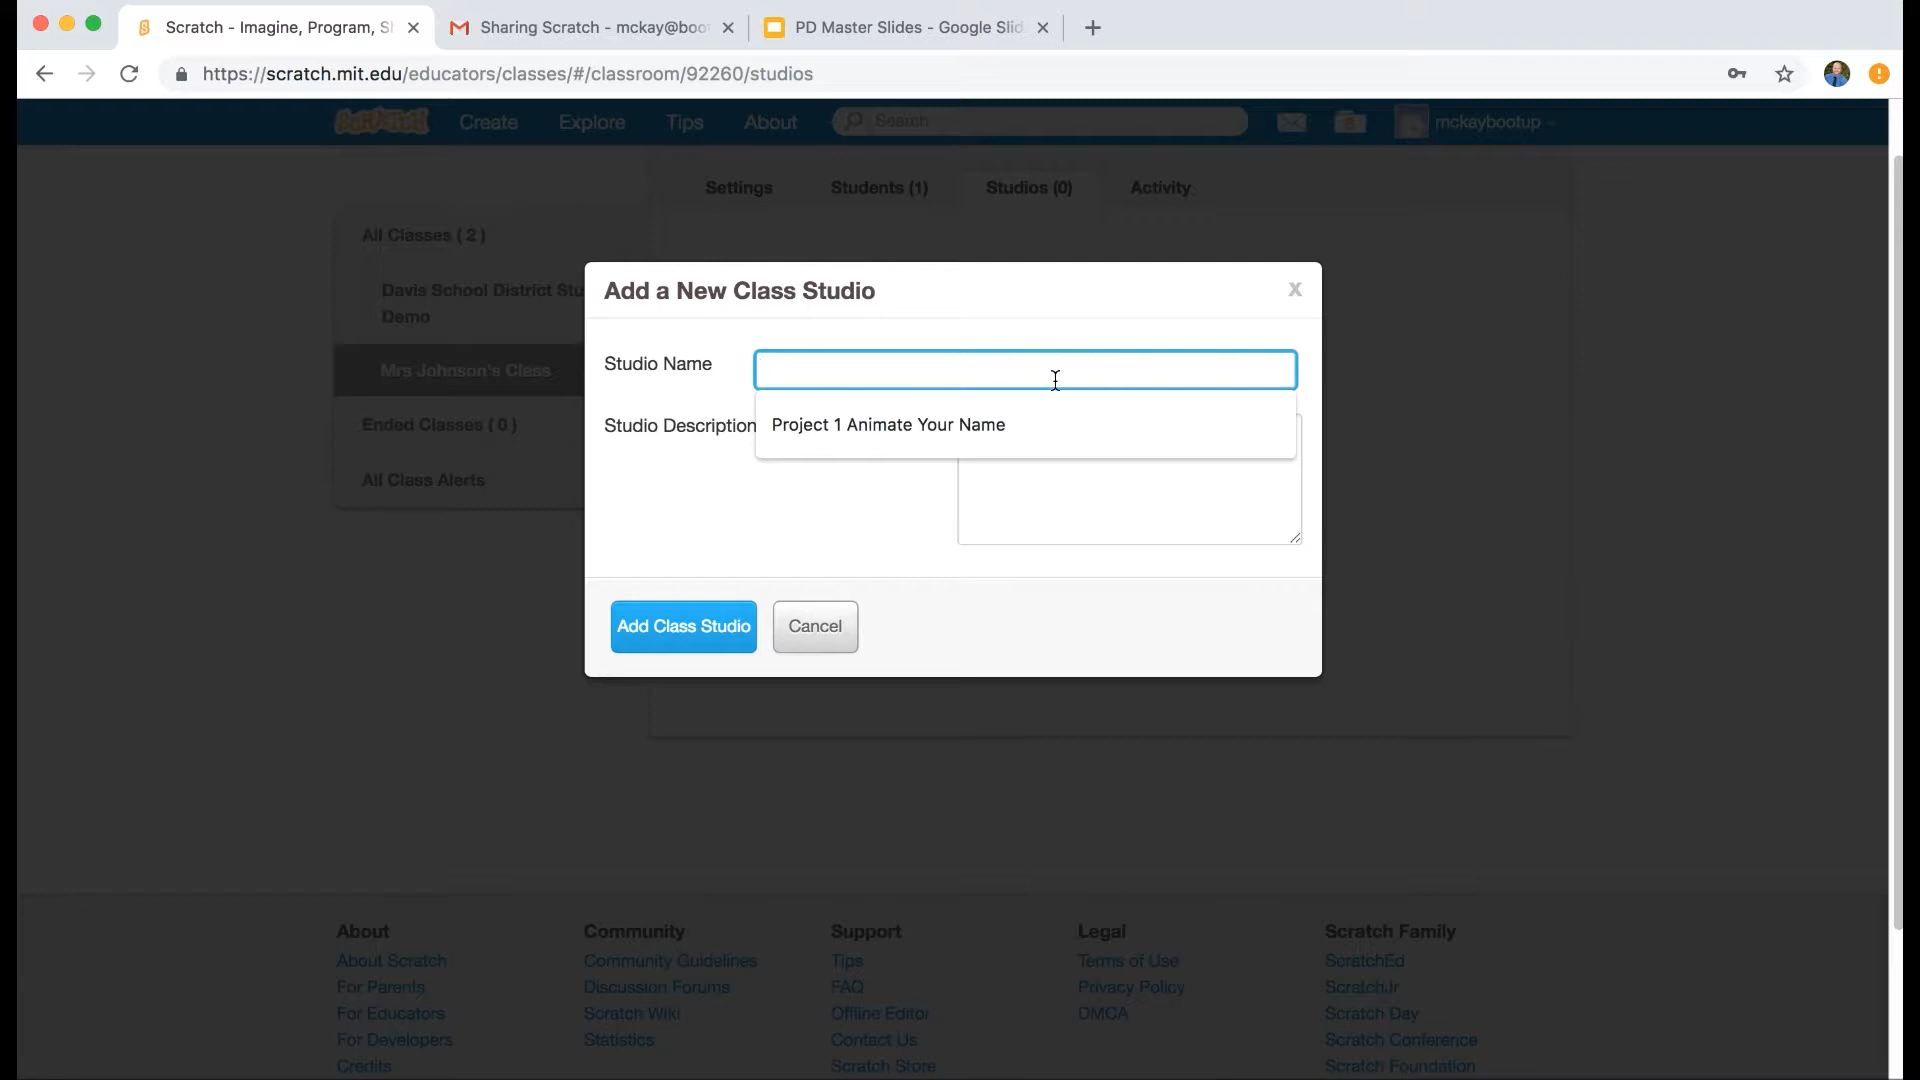 Scratch - Imagine, Program, S
Sharing Scratch - mckay@boo
PD Master Slides - Google Slid
https://scratch.mit.edu/educators/classes/#/classroom/92260/studios
SCRATCH Create Explore Tips About Search mckaybootup
Settings Students (1) Studios (0) Activity
All Classes ( 2 )
Davis School District Stu
Demo
Mrs Johnson's Class
Ended Classes ( 0 )
All Class Alerts
Add a New Class Studio x
Studio Name
Studio Description
Project 1 Animate Your Name
Add Class Studio Cancel
About Community Support Legal Scratch Family
About Scratch Community Guidelines Tips Terms of Use ScratchEd
For Parents Discussion Forums FAQ Privacy Policy ScratchJr
For Educators Scratch Wiki Offline Editor DMCA Scratch Day
For Developers Statistics Contact Us Scratch Conference
Credits Scratch Store Scratch Foundation